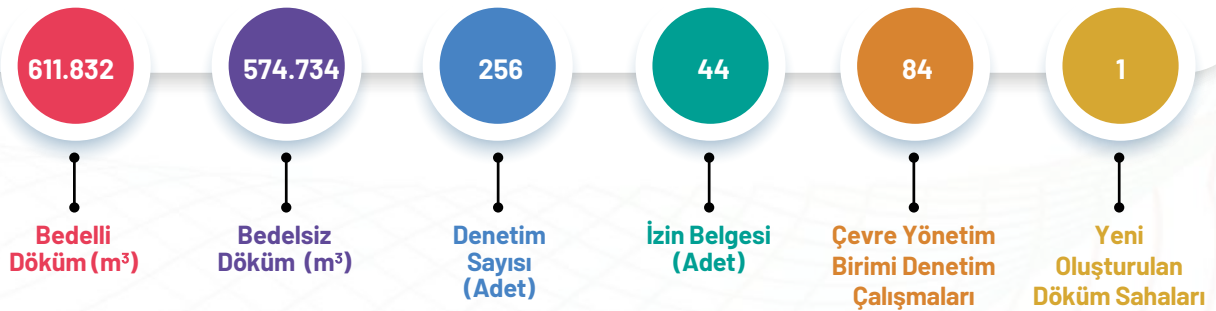 611.832
574.734
256
44
84
1
Bedelli
Döküm (m³)
Bedelsiz
Döküm (m³)
Denetim
Sayısı
(Adet)
İzin Belgesi
(Adet)
Çevre Yönetim
Birimi Denetim
Çalışmaları
Yeni
Oluşturulan
Döküm Sahaları